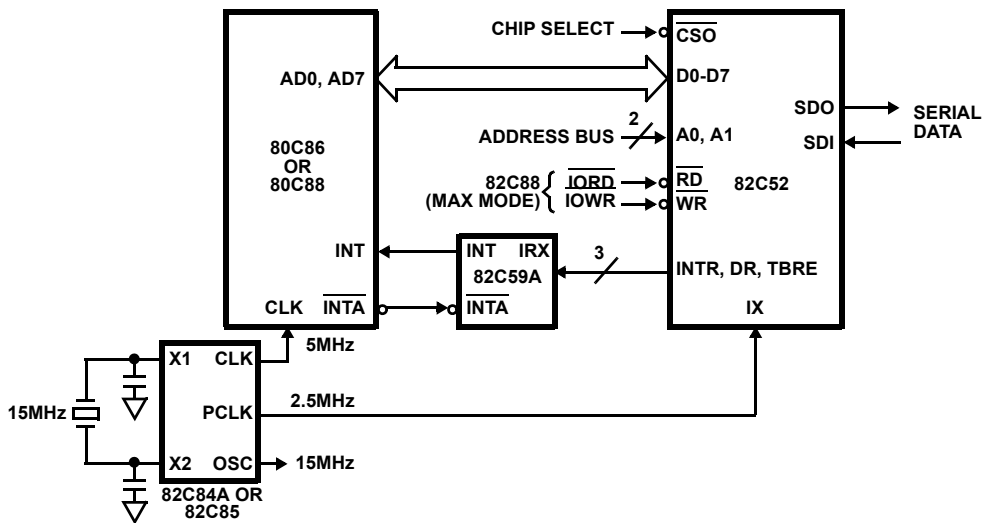 CHIP SELECT
CSO
AD0, AD7
D0-D7
SDO
SERIAL
DATA
2
ADDRESS BUS
A0, A1
SDI
80C86
OR
80C88
82C88
(MAX MODE)
IORD
IOWR
RD
WR
82C52
INT
INT IRX
82C59A
3
INTR, DR, TBRE
CLK INTA
INTA
IX
5MHz
X1 CLK
15MHz
PCLK
2.5MHz
X2 OSC
15MHz
82C84A OR
82C85